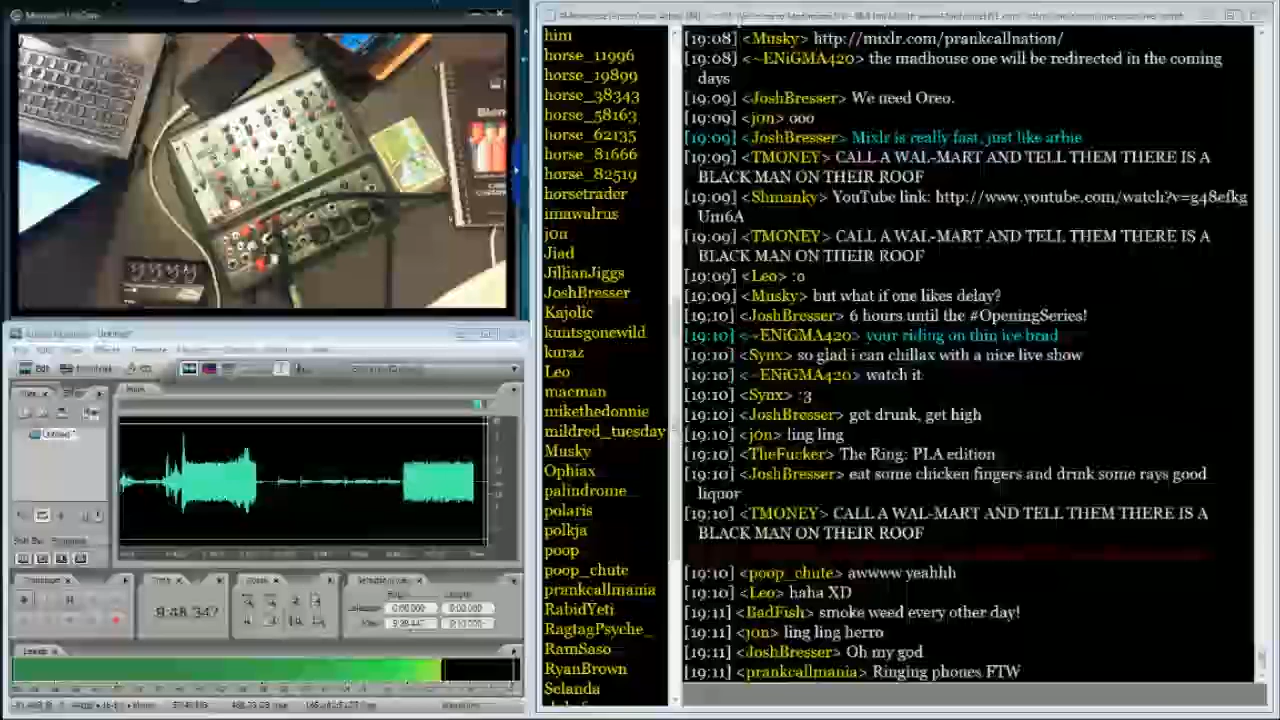 him
horse_11996
horse_19899
horse_38343
horse_58163
horse_62135
horse_81666
horse_82519
horsetrader
imawalrus
jon
Jiad
JillianJiggs
JoshBresser
Kajolic
kuntsgonewild
kuraz
Leo
macman
mikethedonnie
mildred_tuesday
Musky
Ophiax
palindrome
polaris
polkja
poop
poop_chute
prankcallmania
RabidYeti
RagtagPsyche_
RamSaso
RyanBrown
Selanda
[19:08] <Musky> http://mixlr.com/prankcallnation/
[19:08] <~ENiGMA420> the madhouse one will be redirected in the coming
days
[19:09] <JoshBresser> We need Oreo.
[19:09] <jon> ooo
[19:09] <JoshBresser> Mixlr is really fast, just like arbie
[19:09] <TMONEY> CALL A WAL-MART AND TELL THEM THERE IS A
BLACK MAN ON THEIR ROOF
[19:09] <Shmanky> YouTube link: http://www.youtube.com/watch?v=g48efkg
Um6A
[19:09] <TMONEY> CALL A WAL-MART AND TELL THEM THERE IS A
BLACK MAN ON THEIR ROOF
[19:09] <Leo> :o
[19:09] <Musky> but what if one likes delay?
[19:10] <JoshBresser> 6 hours until the #OpeningSeries!
[19:10] <~ENiGMA420> your riding on thin ice brad
[19:10] <Synx> so glad i can chillax with a nice live show
[19:10] <~ENiGMA420> watch it
[19:10] <Synx> :3
[19:10] <JoshBresser> get drunk, get high
[19:10] <jon> ling ling
[19:10] <TheFucker> The Ring: PLA edition
[19:10] <JoshBresser> eat some chicken fingers and drink some rays good
liquor
[19:10] <TMONEY> CALL A WAL-MART AND TELL THEM THERE IS A
BLACK MAN ON THEIR ROOF
[19:10] <poop_chute> awwww yeahhh
[19:10] <Leo> haha XD
[19:11] <BadFish> smoke weed every other day!
[19:11] <jon> ling ling herro
[19:11] <JoshBresser> Oh my god
[19:11] <prankcallmania> Ringing phones FTW
Edit
9:48.347